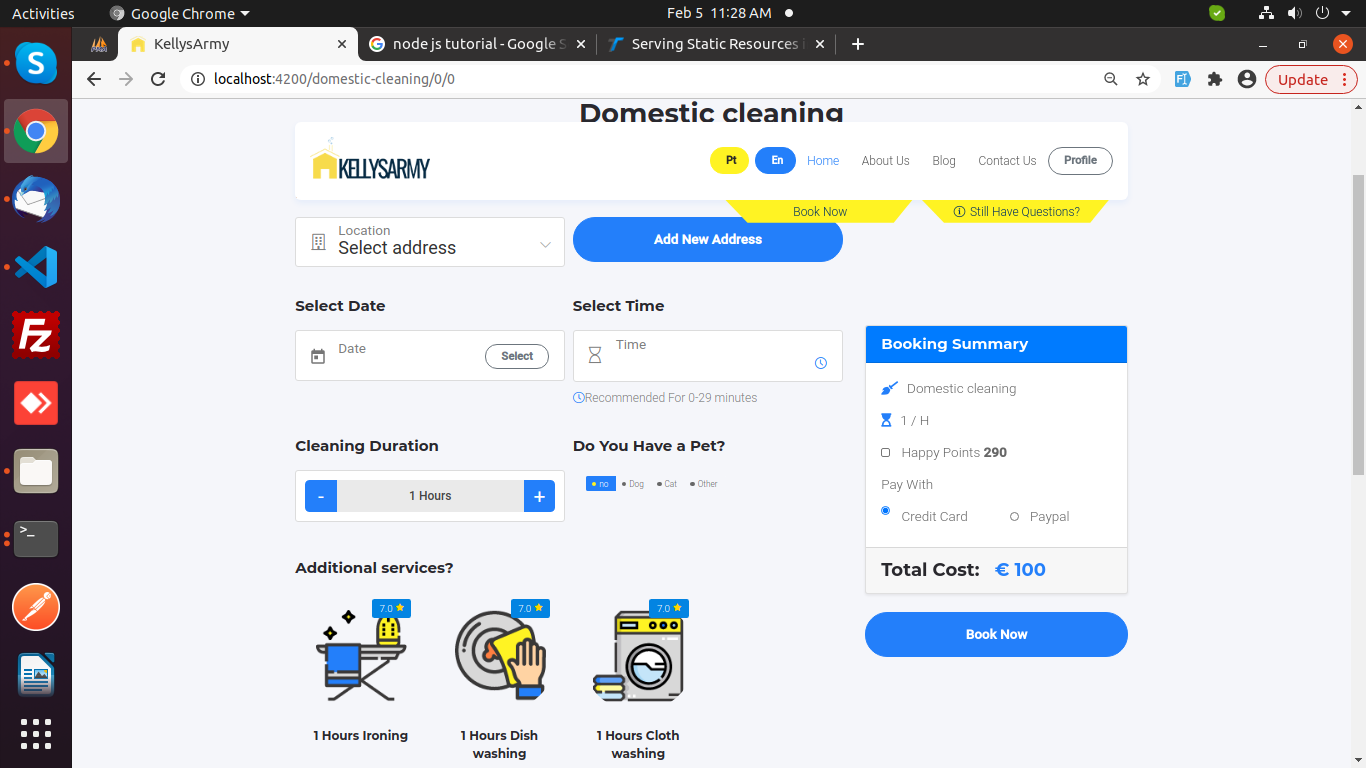 Activities
Google Chrome
Feb 5 11:28 AM
KellysArmy
node js tutorial - Google S
Serving Static Resources i
localhost:4200/domestic-cleaning/0/0
Update
Domestic cleaning
KELLYSARMY
Pt
En
Home
About Us
Blog
Contact Us
Profile
Book Now
Still Have Questions?
Location
Select address
Add New Address
Select Date
Select Time
Date
Select
Time
Recommended For 0-29 minutes
Booking Summary
Domestic cleaning
1 / H
Happy Points 290
Pay With
Credit Card
Paypal
Total Cost: € 100
Book Now
Cleaning Duration
Do You Have a Pet?
- 1 Hours +
no
Dog
Cat
Other
Additional services?
7.0
7.0
7.0
1 Hours Ironing
1 Hours Dish
washing
1 Hours Cloth
washing